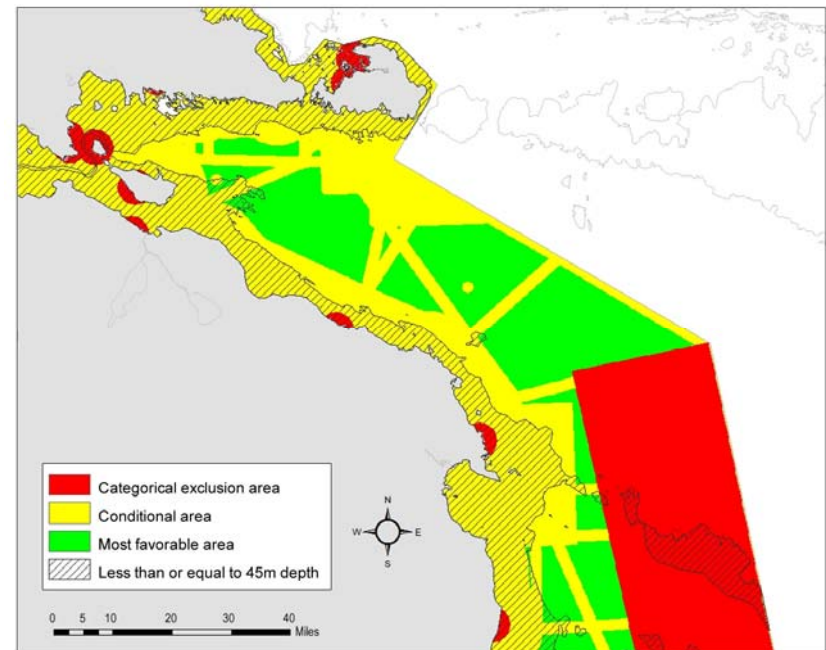 Categorical exclusion area
Conditional area
Most favorable area
Less than or equal to 45m depth
N
W E
S
0 5 10 20 30 40
Miles